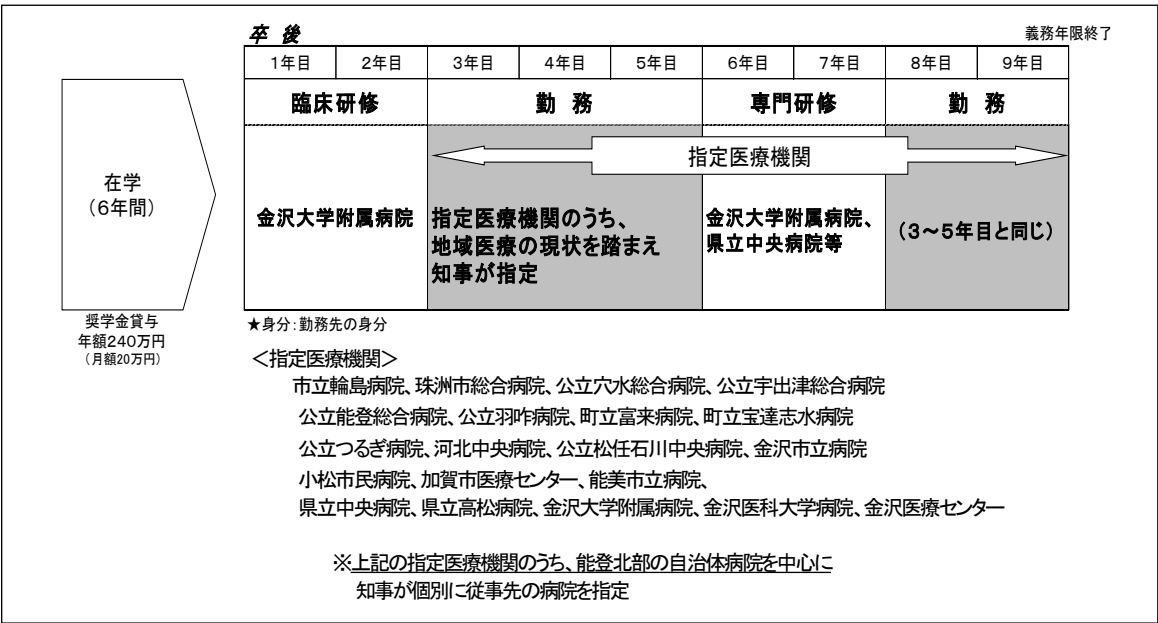 卒 後
義務年限終了
1年目 2年目 3年目 4年目 5年目 6年目 7年目 8年目 9年目
臨床研修 勤 務 専門研修 勤 務
指定医療機関
在学
(6年間)
金沢大学附属病院
指定医療機関のうち、
地域医療の現状を踏まえ
知事が指定
金沢大学附属病院、
県立中央病院等
(3～5年目と同じ)
奨学金貸与
年額240万円
(月額20万円)
★身分:勤務先の身分
＜指定医療機関＞
市立輪島病院、珠洲市総合病院、公立穴水総合病院、公立宇出津総合病院
公立能登総合病院、公立羽咋病院、町立富来病院、町立宝達志水病院
公立つるぎ病院、河北中央病院、公立松任石川中央病院、金沢市立病院
小松市民病院、加賀市医療センター、能美市立病院、
県立中央病院、県立高松病院、金沢大学附属病院、金沢医科大学病院、金沢医療センター
※上記の指定医療機関のうち、能登北部の自治体病院を中心に
知事が個別に従事先の病院を指定